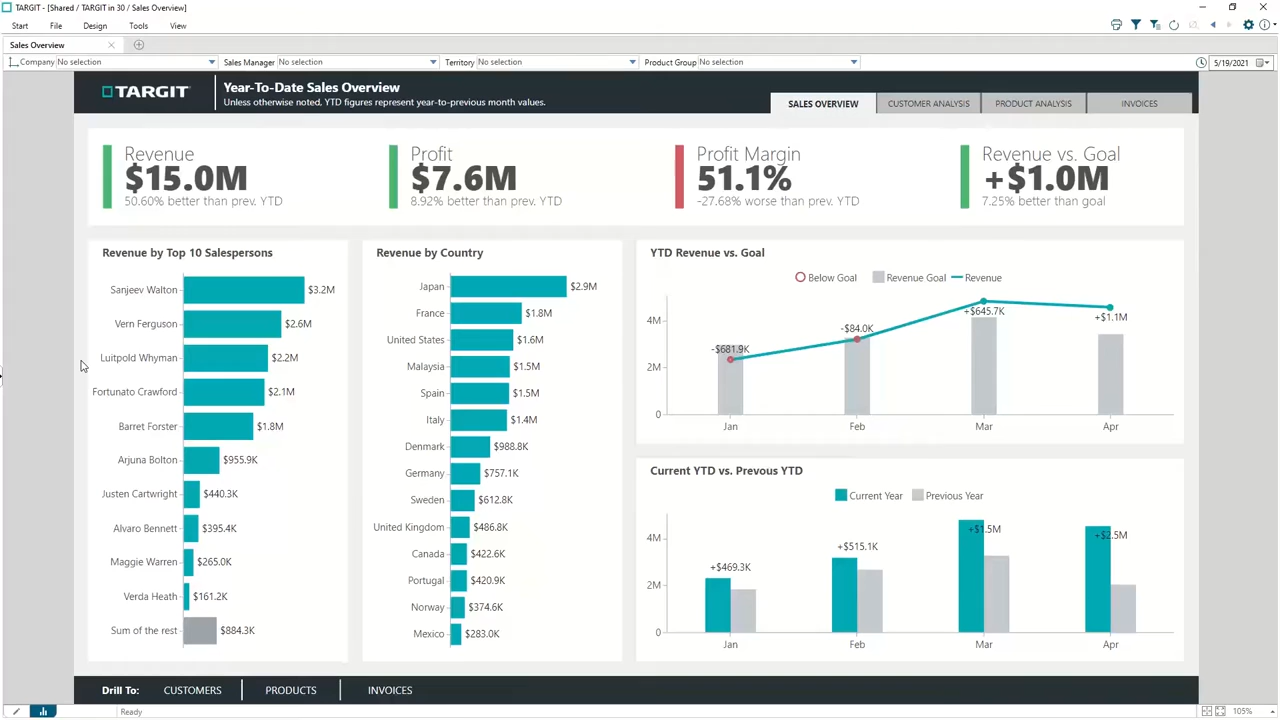 TARGIT - [Shared / TARGIT in 30 / Sales Overview]
Start File Design Tools View
Sales Overview
Company No selection Sales Manager No selection Territory No selection Product Group No selection 5/19/2021
TARGIT
Year-To-Date Sales Overview
Unless otherwise noted, YTD figures represent year-to-previous month values.
SALES OVERVIEW CUSTOMER ANALYSIS PRODUCT ANALYSIS INVOICES
Revenue
$15.0M
50.60% better than prev. YTD
Profit
$7.6M
8.92% better than prev. YTD
Profit Margin
51.1%
-27.68% worse than prev. YTD
Revenue vs. Goal
+$1.0M
7.25% better than goal
Revenue by Top 10 Salespersons
Sanjeev Walton $3.2M
Vern Ferguson $2.6M
Luitpold Whyman $2.2M
Fortunato Crawford $2.1M
Barret Forster $1.8M
Arjuna Bolton $955.9K
Justen Cartwright $440.3K
Alvaro Bennett $395.4K
Maggie Warren $265.0K
Verda Heath $161.2K
Sum of the rest $884.3K
Revenue by Country
Japan $2.9M
France $1.8M
United States $1.6M
Malaysia $1.5M
Spain $1.5M
Italy $1.4M
Denmark $988.8K
Germany $757.1K
Sweden $612.8K
United Kingdom $486.8K
Canada $422.6K
Portugal $420.9K
Norway $374.6K
Mexico $283.0K
YTD Revenue vs. Goal
Below Goal Revenue Goal Revenue
4M
2M
0
-$681.9K -$84.0K +$645.7K +$1.1M
Jan Feb Mar Apr
Current YTD vs. Prevous YTD
Current Year Previous Year
4M
2M
0
+$469.3K +$515.1K +$1.5M +$2.5M
Jan Feb Mar Apr
Drill To: CUSTOMERS PRODUCTS INVOICES
Ready 105%